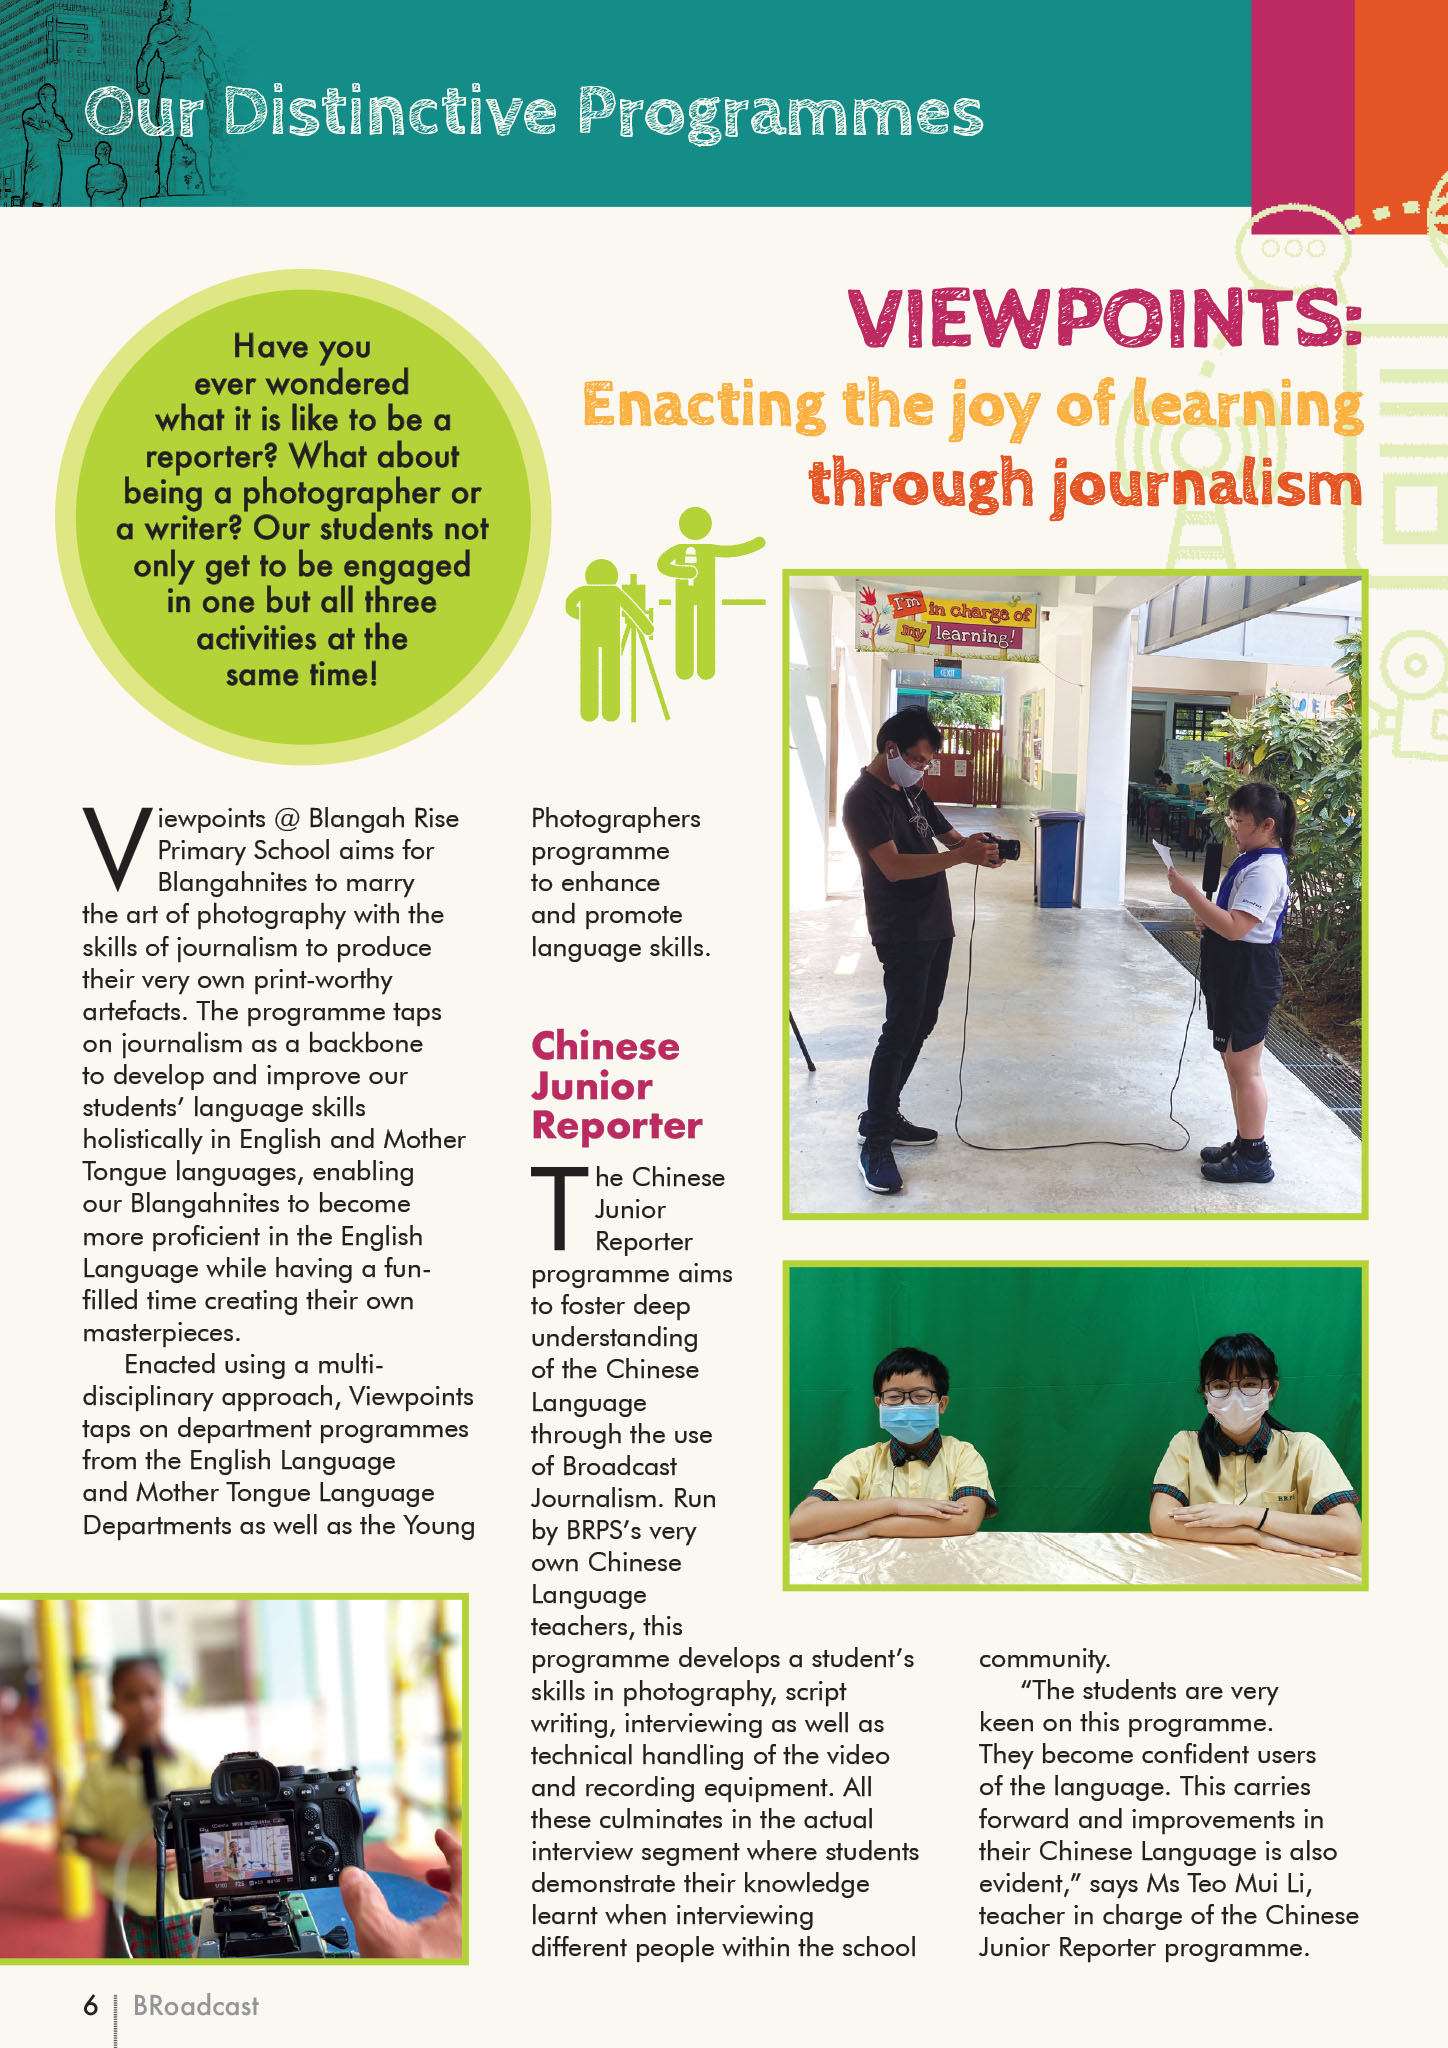 Our Distinctive Programmes
Have you
ever wondered
what it is like to be a
reporter? What about
being a photographer or
a writer? Our students not
only get to be engaged
in one but all three
activities at the
same time!
VIEWPOINTS:
Enacting the joy of learning
through journalism
I'm in charge of
my learning!
Viewpoints @ Blangah Rise
Primary School aims for
Blangahnites to marry
the art of photography with the
skills of journalism to produce
their very own print-worthy
artefacts. The programme taps
on journalism as a backbone
to develop and improve our
students’ language skills
holistically in English and Mother
Tongue languages, enabling
our Blangahnites to become
more proficient in the English
Language while having a fun-
filled time creating their own
masterpieces.
Enacted using a multi-
disciplinary approach, Viewpoints
taps on department programmes
from the English Language
and Mother Tongue Language
Departments as well as the Young
Photographers
programme
to enhance
and promote
language skills.
Chinese
Junior
Reporter
The Chinese
Junior
Reporter
programme aims
to foster deep
understanding
of the Chinese
Language
through the use
of Broadcast
Journalism. Run
by BRPS’s very
own Chinese
Language
teachers, this
programme develops a student’s
skills in photography, script
writing, interviewing as well as
technical handling of the video
and recording equipment. All
these culminates in the actual
interview segment where students
demonstrate their knowledge
learnt when interviewing
different people within the school
community.
“The students are very
keen on this programme.
They become confident users
of the language. This carries
forward and improvements in
their Chinese Language is also
evident,” says Ms Teo Mui Li,
teacher in charge of the Chinese
Junior Reporter programme.
BRPS
6
BRoadcast